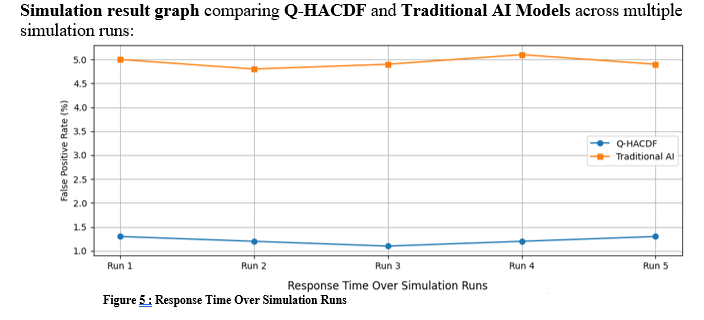 Simulation result graph comparing Q-HACDF and Traditional AI Models across multiple
simulation runs:
5.0
4.5
4.0
3.5
3.0
2.5
2.0
1.5
1.0
False Positive Rate (%)
Q-HACDF
Traditional AI
Run 1 Run 2 Run 3 Run 4 Run 5
Response Time Over Simulation Runs
Figure 5 : Response Time Over Simulation Runs